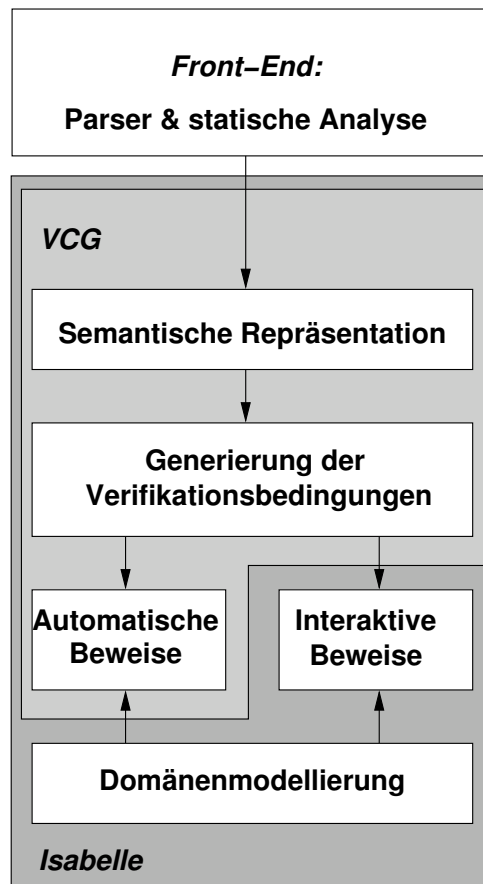 Front–End:
Parser & statische Analyse
VCG
Semantische Repräsentation
Generierung der
Verifikationsbedingungen
Automatische
Beweise
Interaktive
Beweise
Domänenmodellierung
Isabelle